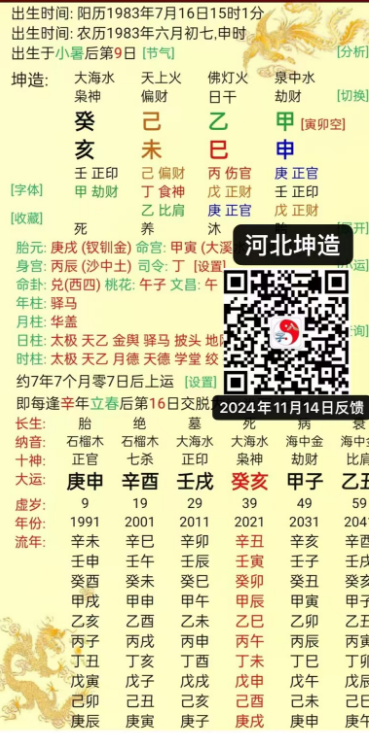 出生时间: 阳历1983年7月16日15时1分
出生时间: 农历1983年六月初七,申时
出生于小暑后第9日 [节气] [分析]
坤造: 大海水 天上火 佛灯火 泉中水
枭神 偏财 日干 劫财 [切换]
癸 己 乙 甲 [寅卯空]
亥 未 巳 申
壬 正印 己 偏财 丙 伤官 庚 正官
[字体] 甲 劫财 丁 食神 戊 正财 壬 正印
[收藏] 乙 比肩 庚 正官 戊 正财
死 养 沐 开]
河北坤造
胎元: 庚戌 (钗钏金) 命宫: 甲寅 (大溪
身宫: 丙辰 (沙中土) 司令: 丁 [设置] 运]
命卦: 兑(西四) 桃花: 午子 文昌: 午
年柱: 驿马
月柱: 华盖 询]
日柱: 太极 天乙 金舆 驿马 披头 地
时柱: 太极 天乙 月德 天德 学堂 绞
约7年7个月零7日后上运 [设置]
即每逢辛年立春后第16日交脱
2024年11月14日反馈
长生: 胎 绝 墓 死 病 衰
纳音: 石榴木 石榴木 大海水 大海水 海中金 海中
十神: 正官 七杀 正印 枭神 劫财 比肩
大运: 庚申 辛酉 壬戌 癸亥 甲子 乙丑
虚岁: 9 19 29 39 49 59
年份: 1991 2001 2011 2021 2031 204
流年: 辛未 辛巳 辛卯 辛丑 辛亥 辛酉
壬申 壬午 壬辰 壬寅 壬子 壬戌
癸酉 癸未 癸巳 癸卯 癸丑 癸亥
甲戌 甲申 甲午 甲辰 甲寅 甲子
乙亥 乙酉 乙未 乙巳 乙卯 乙丑
丙子 丙戌 丙申 丙午 丙辰 丙寅
丁丑 丁亥 丁酉 丁未 丁巳 丁卯
戊寅 戊子 戊戌 戊申 戊午 戊辰
己卯 己丑 己亥 己酉 己未 己巳
庚辰 庚寅 庚子 庚戌 庚申 庚午